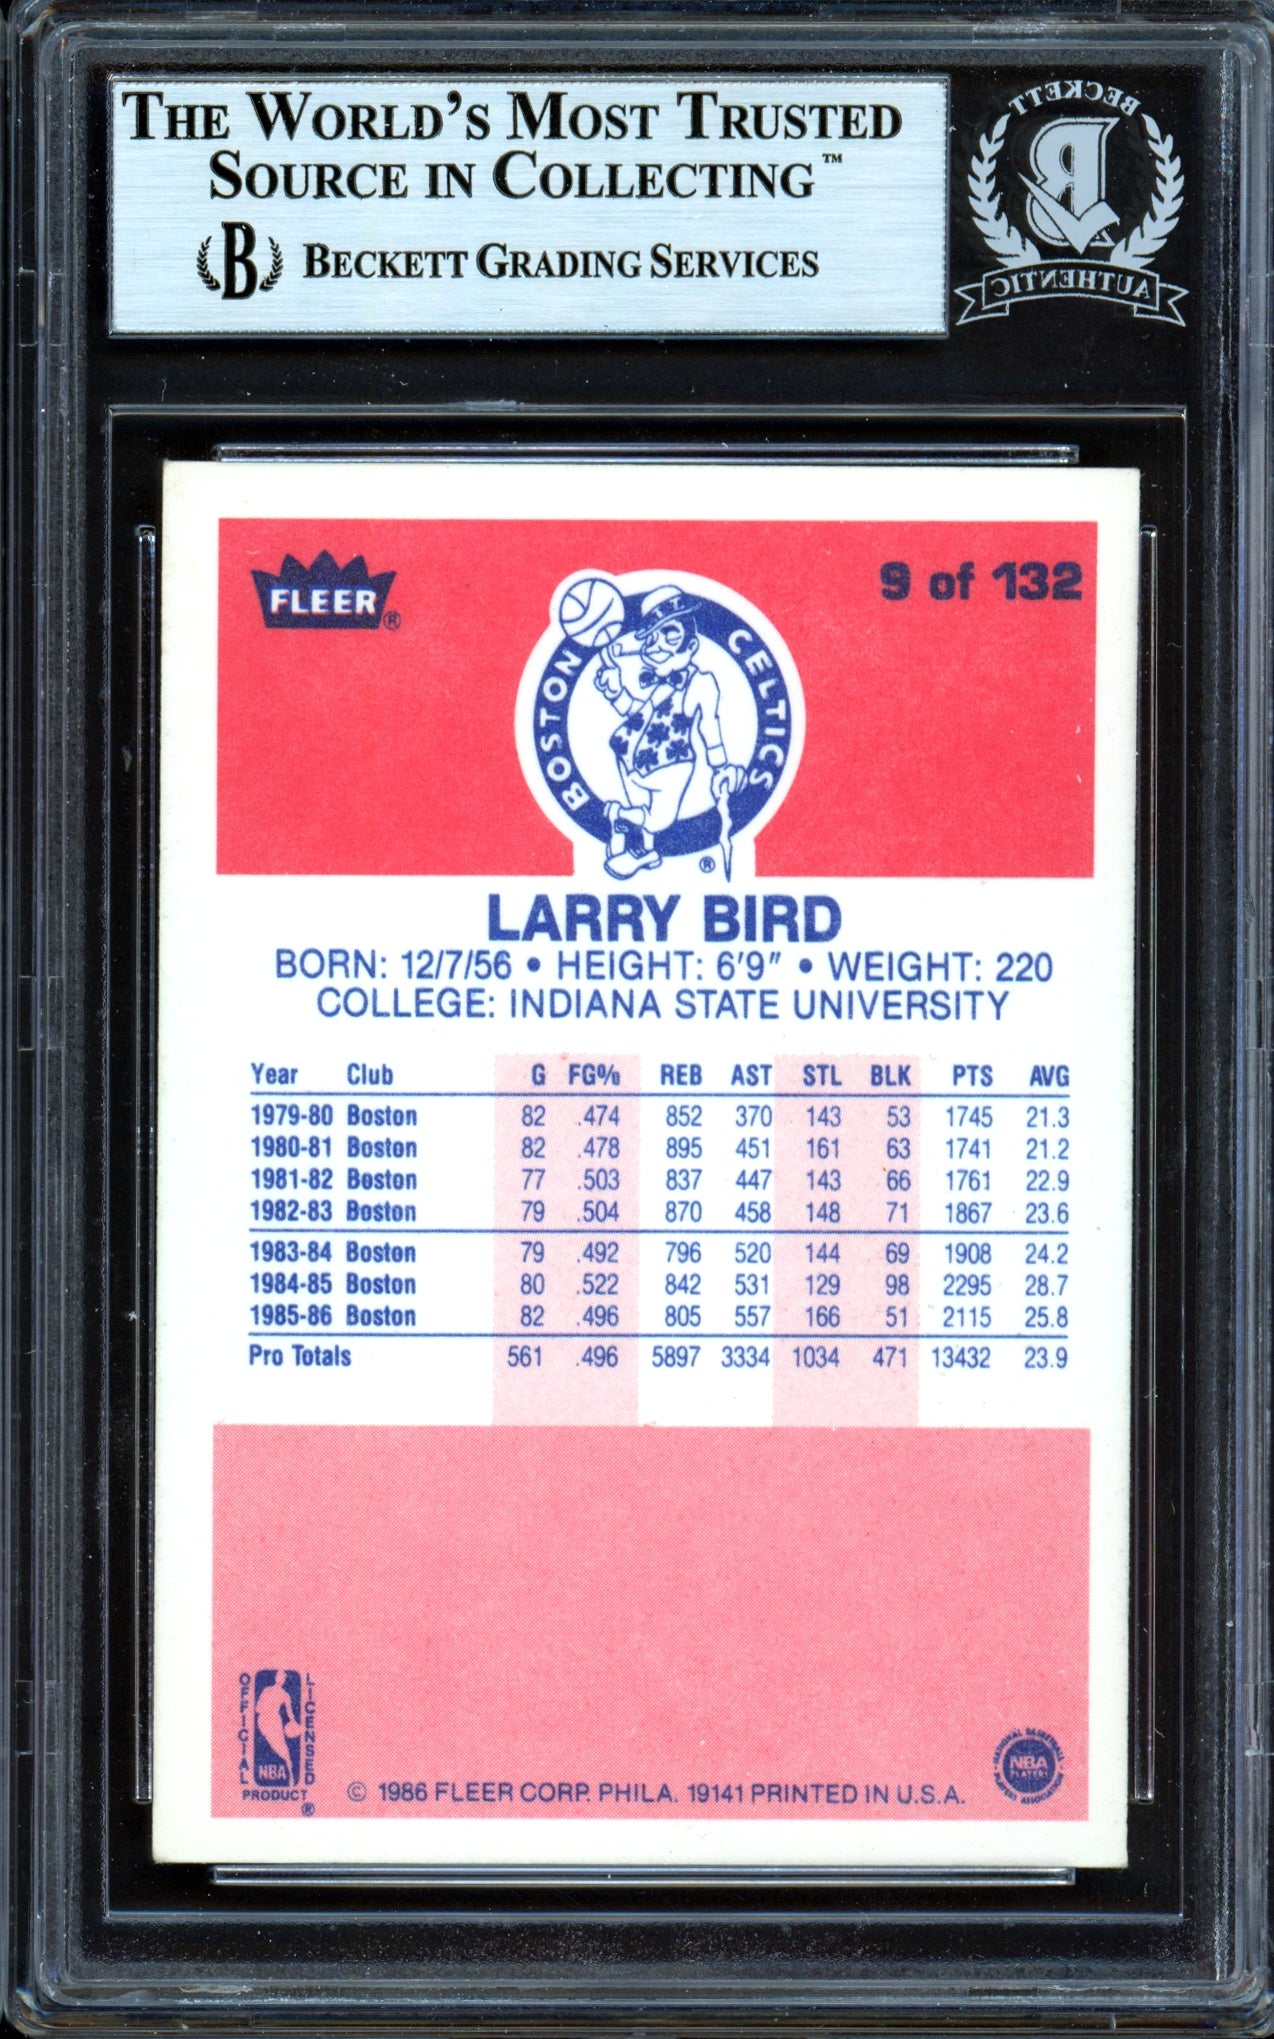 THE WORLD'S MOST TRUSTED
SOURCE IN COLLECTING™
B BECKETT GRADING SERVICES
BECKETT
B
AUTHENTIC
FLEER®
9 of 132
BOSTON CELTICS
®
LARRY BIRD
BORN: 12/7/56 • HEIGHT: 6'9" • WEIGHT: 220
COLLEGE: INDIANA STATE UNIVERSITY
Year Club G FG% REB AST STL BLK PTS AVG
1979-80 Boston 82 .474 852 370 143 53 1745 21.3
1980-81 Boston 82 .478 895 451 161 63 1741 21.2
1981-82 Boston 77 .503 837 447 143 66 1761 22.9
1982-83 Boston 79 .504 870 458 148 71 1867 23.6
1983-84 Boston 79 .492 796 520 144 69 1908 24.2
1984-85 Boston 80 .522 842 531 129 98 2295 28.7
1985-86 Boston 82 .496 805 557 166 51 2115 25.8
Pro Totals 561 .496 5897 3334 1034 471 13432 23.9
OFFICIAL LICENSED
NBA
PRODUCT ®
© 1986 FLEER CORP. PHILA. 19141 PRINTED IN U.S.A.
NATIONAL BASKETBALL
NBA
PLAYERS
PLAYERS ASSOCIATION